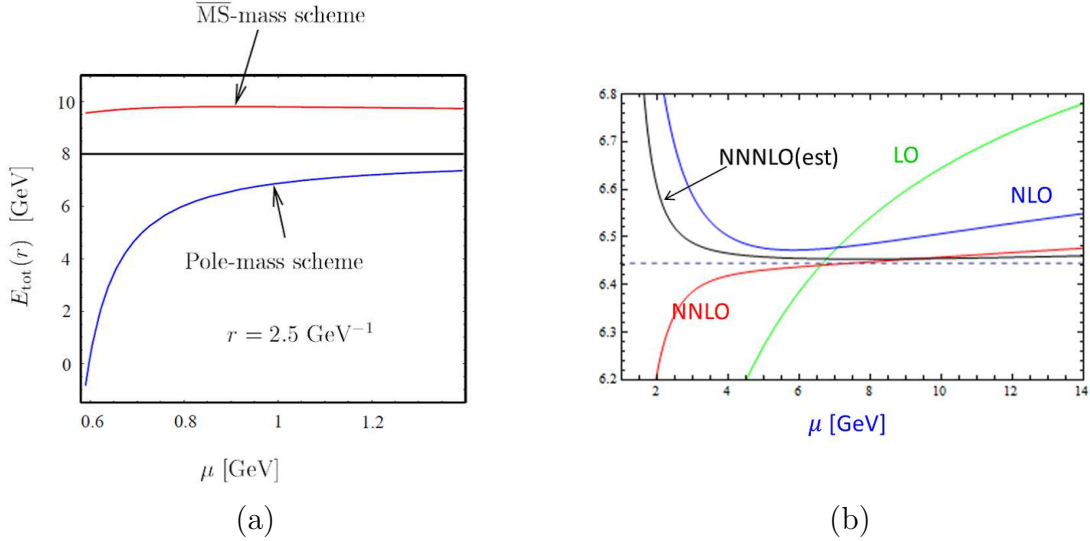 M̅S̅-mass scheme
10
8
6
4
2
0
E_tot(r) [GeV]
Pole-mass scheme
r = 2.5 GeV⁻¹
0.6 0.8 1 1.2
μ [GeV]
(a)
6.8
6.7
6.6
6.5
6.4
6.3
6.2
NNNLO(est)
LO
NLO
NNLO
2 4 6 8 10 12 14
μ [GeV]
(b)